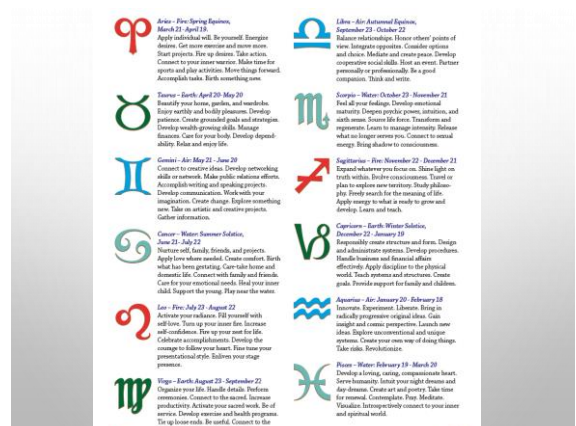 Aries - Fire: Spring Equinox,
March 21 - April 19.
Apply individual will. Be yourself. Energize
desires. Get more exercise and move more.
Start projects. Fire up desires. Take action.
Connect to your inner warrior. Make time for
sports and play activities. Move things forward.
Accomplish tasks. Birth something new.
Taurus - Earth: April 20- May 20
Beautify your home, garden, and wardrobe.
Enjoy earthly and bodily pleasures. Develop
patience. Create grounded goals and strategies.
Develop wealth-growing skills. Manage
finances. Care for your body. Develop depend-
ability. Relax and enjoy life.
Gemini - Air: May 21 - June 20
Connect to creative ideas. Develop networking
skills or network. Make public relations efforts.
Accomplish writing and speaking projects.
Develop communication. Work with your
imagination. Create change. Explore something
new. Take on artistic and creative projects.
Gather information.
Cancer - Water: Summer Solstice,
June 21- July 22
Nurture self, family, friends, and projects.
Apply love where needed. Create comfort. Birth
what has been gestating. Care-take home and
domestic life. Connect with family and friends.
Care for your emotional needs. Heal your inner
child. Support the young. Play near the water.
Leo - Fire: July 23 - August 22
Activate your radiance. Fill yourself with
self-love. Turn up your inner fire. Increase
self-confidence. Fire up your zest for life.
Celebrate accomplishments. Develop the
courage to follow your heart. Fine tune your
presentational style. Enliven your stage
presence.
Virgo - Earth: August 23 - September 22
Organize your life. Handle details. Perform
ceremonies. Connect to the sacred. Increase
productivity. Activate your sacred work. Be of
service. Develop exercise and health programs.
Tie up loose ends. Be useful. Connect to the
Libra - Air: Autumnal Equinox,
September 23 - October 22
Balance relationships. Honor others' points of
view. Integrate opposites. Consider options
and choice. Mediate and create peace. Develop
cooperative social skills. Host an event. Partner
personally or professionally. Be a good
companion. Think and write.
Scorpio - Water: October 23 - November 21
Feel all your feelings. Develop emotional
maturity. Deepen psychic power, intuition, and
sixth sense. Source life force. Transform and
regenerate. Learn to manage intensity. Release
what no longer serves you. Connect to sexual
energy. Bring shadow to consciousness.
Sagittarius - Fire: November 22 - December 21
Expand whatever you focus on. Shine light on
truth within. Evolve consciousness. Travel or
plan to explore new territory. Study philoso-
phy. Freely search for the meaning of life.
Apply energy to what is ready to grow and
develop. Learn and teach.
Capricorn - Earth: Winter Solstice,
December 22 - January 19
Responsibly create structure and form. Design
and administrate systems. Develop procedures.
Handle business and financial affairs
effectively. Apply discipline to the physical
world. Teach systems and structures. Create
goals. Provide support for family and children.
Aquarius - Air: January 20 - February 18
Innovate. Experiment. Liberate. Bring in
radically progressive original ideas. Gain
insight and cosmic perspective. Launch new
ideas. Explore unconventional and unique
systems. Create your own way of doing things.
Take risks. Revolutionize.
Pisces - Water: February 19 - March 20
Develop a loving, caring, compassionate heart.
Serve humanity. Intuit your night dreams and
day-dreams. Create art and poetry. Take time
for renewal. Contemplate. Pray. Meditate.
Visualize. Introspectively connect to your inner
and spiritual world.